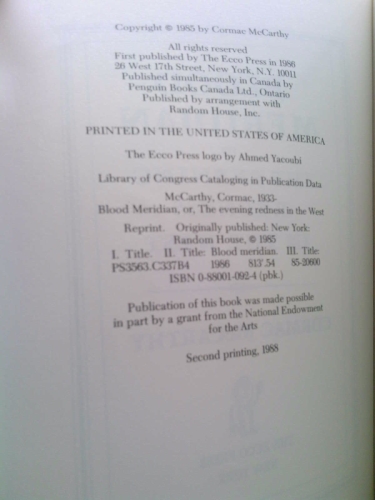 Copyright © 1985 by Cormac McCarthy
All rights reserved
First published by The Ecco Press in 1986
26 West 17th Street, New York, N.Y. 10011
Published simultaneously in Canada by
Penguin Books Canada Ltd., Ontario
Published by arrangement with
Random House, Inc.
PRINTED IN THE UNITED STATES OF AMERICA
The Ecco Press logo by Ahmed Yacoubi
Library of Congress Cataloging in Publication Data
McCarthy, Cormac, 1933-
Blood Meridian, or, The evening redness in the West
Reprint. Originally published: New York:
Random House, © 1985
I. Title. II. Title: Blood meridian. III. Title:
PS3563.C337B4 1986 813'.54 85-20600
ISBN 0-88001-092-4 (pbk.)
Publication of this book was made possible
in part by a grant from the National Endowment
for the Arts
Second printing, 1988